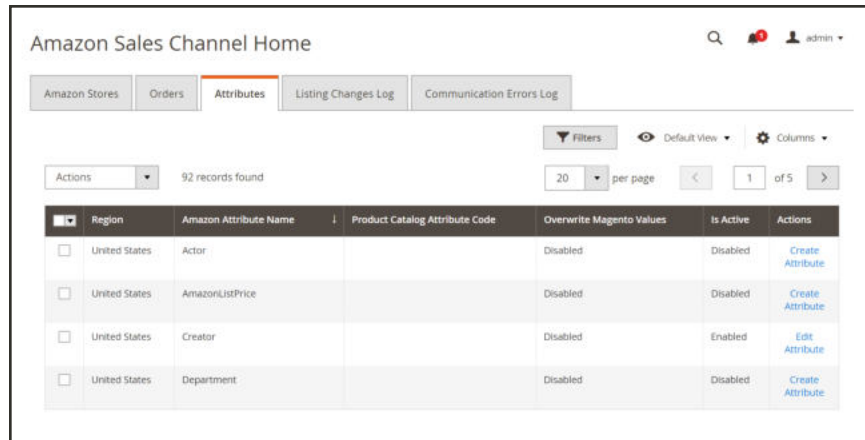 Amazon Sales Channel Home
1
admin
Amazon Stores Orders Attributes Listing Changes Log Communication Errors Log
Filters Default View Columns
Actions 92 records found 20 per page 1 of 5
Region Amazon Attribute Name Product Catalog Attribute Code Overwrite Magento Values Is Active Actions
United States Actor Disabled Disabled Create
Attribute
United States AmazonListPrice Disabled Disabled Create
Attribute
United States Creator Disabled Enabled Edit
Attribute
United States Department Disabled Disabled Create
Attribute